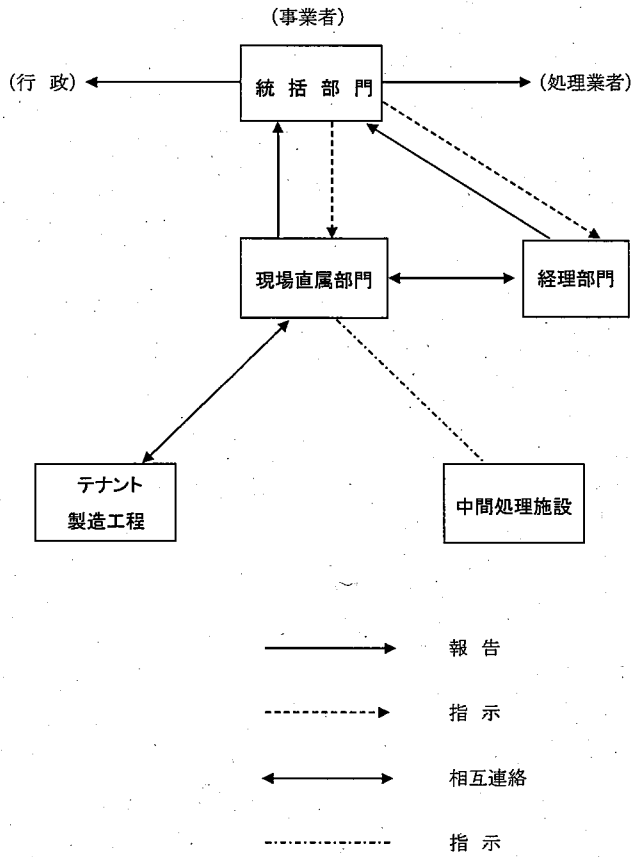 (事業者)
(行 政)
統 括 部 門
(処理業者)
現場直属部門
経理部門
テナント
製造工程
中間処理施設
報 告
指 示
相互連絡
指 示